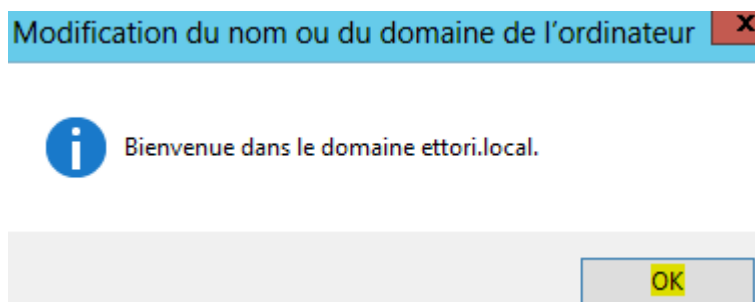 Modification du nom ou du domaine de l'ordinateur
x
Bienvenue dans le domaine ettori.local.
OK